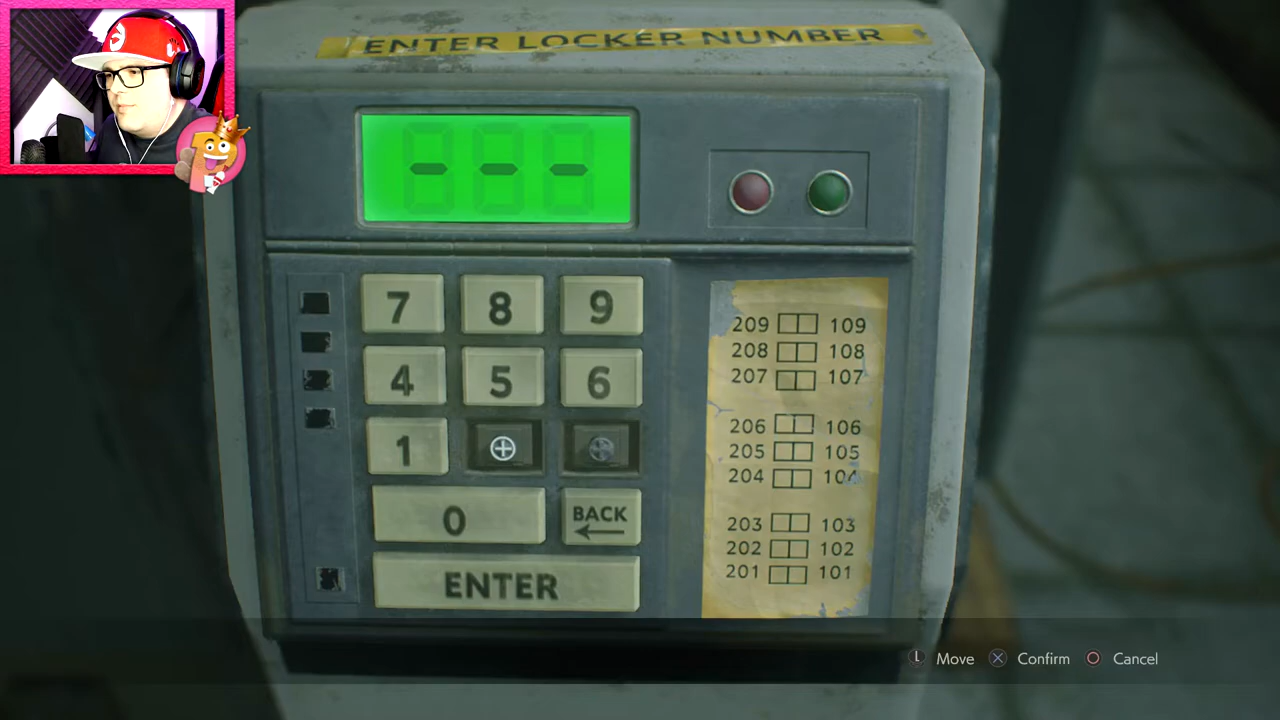 ENTER LOCKER NUMBER
7 8 9
4 5 6
1
0 BACK
ENTER
209 109
208 108
207 107
206 106
205 105
204 104
203 103
202 102
201 101
L Move X Confirm O Cancel